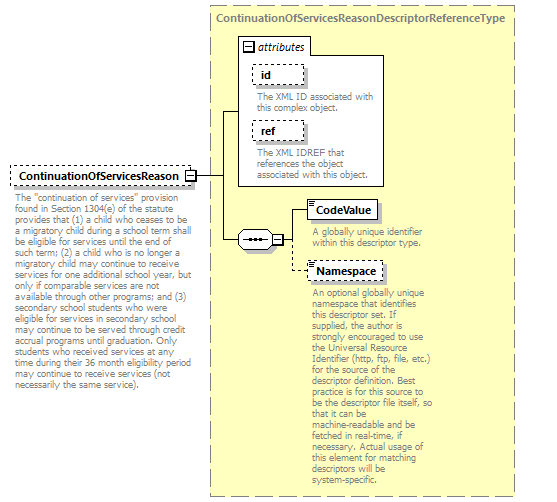 ContinuationOfServicesReasonDescriptorReferenceType
attributes
id
The XML ID associated with
this complex object.
ref
The XML IDREF that
references the object
associated with this object.
ContinuationOfServicesReason
The "continuation of services" provision
found in Section 1304(e) of the statute
provides that (1) a child who ceases to be
a migratory child during a school term shall
be eligible for services until the end of
such term; (2) a child who is no longer a
migratory child may continue to receive
services for one additional school year, but
only if comparable services are not
available through other programs; and (3)
secondary school students who were
eligible for services in secondary school
may continue to be served through credit
accrual programs until graduation. Only
students who received services at any
time during their 36 month eligibility period
may continue to receive services (not
necessarily the same service).
CodeValue
A globally unique identifier
within this descriptor type.
Namespace
An optional globally unique
namespace that identifies
this descriptor set. If
supplied, the author is
strongly encouraged to use
the Universal Resource
Identifier (http, ftp, file, etc.)
for the source of the
descriptor definition. Best
practice is for this source to
be the descriptor file itself, so
that it can be
machine-readable and be
fetched in real-time, if
necessary. Actual usage of
this element for matching
descriptors will be
system-specific.